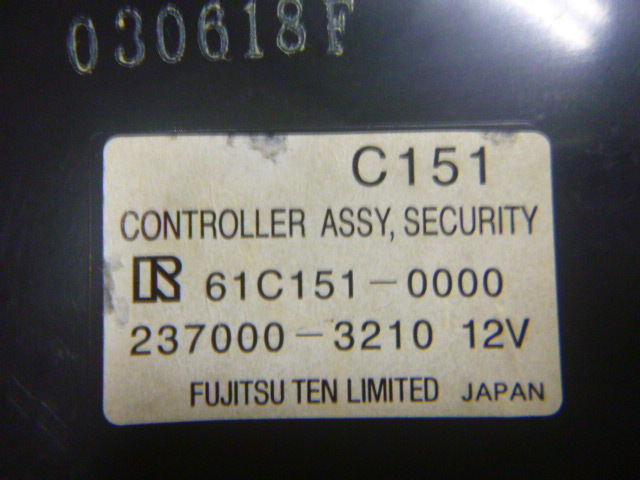 030618F
C151
CONTROLLER ASSY, SECURITY
R 61C151-0000
237000-3210 12V
FUJITSU TEN LIMITED JAPAN